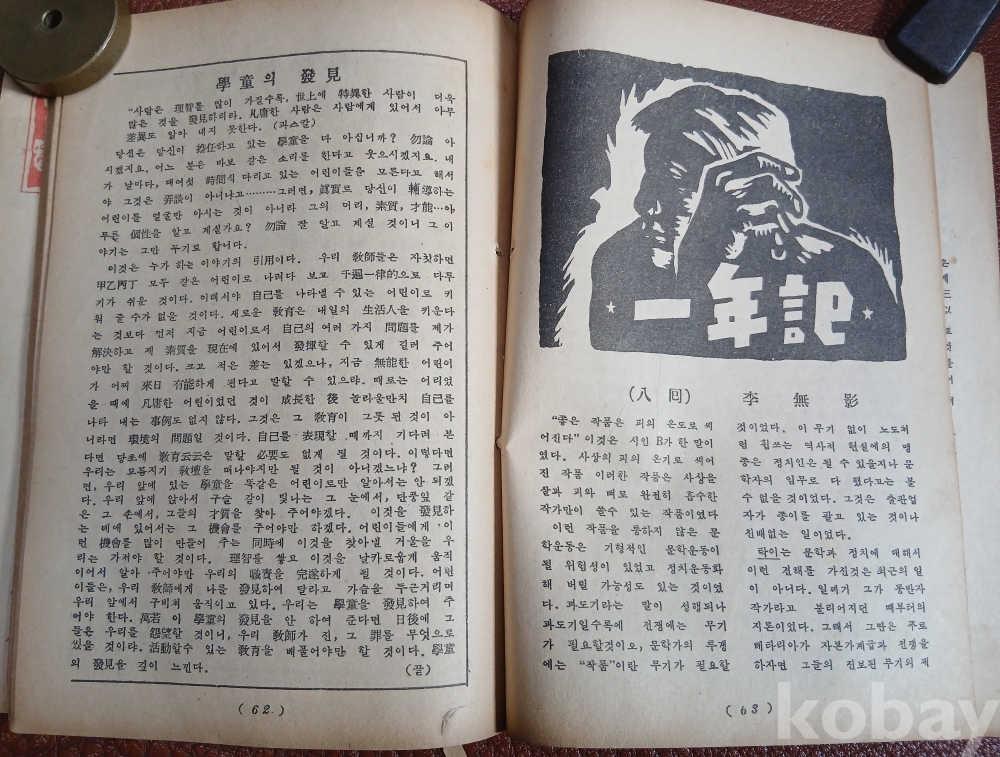 學童의 發見
“사람은 理智를 많이 가질수록, 世上에 特異한 사람이 더욱
많은 것을 發見하리라. 凡庸한 사람은 사람에게 있어서 아무
差異도 알아 내지 못한다. (파스칼)
당신은 당신이 擔任하고 있는 學童을 다 아십니까? 勿論 아
시겠지요. 어느 분은 바보 같은 소리를 한다고 웃으시겠지요. 내
가 날마다, 대여섯 時間식 다리고 있는 어린이들을 모른다고 해서
야 그것은 弄談이 아니냐고………그러면, 眞實로 당신이 輔導하는
어린이를 얼굴만 아시는 것이 아니라 그의 머리, 素質, 才能…아,
무튼 個性을 알고 계실가요? 勿論 잘 알고 계실 것이니 그 이
야기는 그만 두기로 합니다.
이것은 누가 하는 이야기의 引用이다. 우리 敎師들은 자칫하면
甲乙丙丁 모두 같은 어린이로 나려다 보고 千遍一律的으로 다루
기가 쉬울 것이다. 이래서야 自己를 나타낼 수 있는 어린이로 키
워 줄 수가 없을 것이다. 새로운 敎育은 내일의 生活人을 키운다
는 것보다 먼저 지금 어린이로서 自己의 여러 가지 問題를 제가
解決하고 제 素質을 現在에 있어서 發揮할 수 있게 길러 주어
야만 할 것이다. 크고 적은 差는 있겠으나, 지금 無能한 어린이
가 어찌 來日 有能하게 된다고 말할 수 있으랴. 때로는 어리었
을 때에 凡庸한 어린이었던 것이 成長한 後 놀라울만치 自己를
나타 내는 事例도 없지 않다. 그것은 그 敎育이 그릇 된 것이 아
니라면 環境의 問題일 것이다. 自己를 表現할 때까지 기다려 본
다면 당초에 敎育云云은 말할 必要도 없게 될 것이다. 이렇다면
우리는 모름지기 敎壇을 떠나야지만 될 것이 아니겠느냐? 그러
면, 우리 앞에 있는 學童을 똑같은 어린이로만 알아서는 안 되겠
다. 우리 앞에 앉아서 구슬 같이 빛나는 그 눈에서, 단풍잎 같
은 그 손에서, 그들의 才質을 찾아 주어야겠다. 이것을 發見하
는 데에 있어서는 그 機會를 주어야만 하겠다. 어린이들에게 이
런 機會를 많이 만들어 주는 同時에 이것을 찾아낼 거울을 우
리는 가져야 할 것이다. 理智를 쌓고 이것을 날카로움게 움직
이어서 알아 주어야만 우리의 職責을 完遂하게 될 것이다. 어린
이들은, 우리 敎師에게 나를 發見하여 달라고 가슴을 두근거리며
우리 앞에서 구비쳐 움직이고 있다. 우리는 學童을 發見하여 주
어야 한다. 萬若 이 學童의 發見을 안 하여 준다면 日後에 그
들은 우리를 怨望할 것이니, 우리 敎師가 진, 그 罪를 무엇으로
씼을 것이랴. 活動할수 있는 敎育을 베풀어야만 할 것이다. 學童
의 發見을 깊이 느낀다. (끝)
( 62 )
一年記
(八回) 李無影
“좋은 作品은 피의 온도로 씨
어진다” 이것은 시인 B가 한 말이
었다. 사상의 피의 온기로 씨어
진 작품 이러한 작품은 사상을
살과 피와 뼈로 완전히 흡수한
작가만이 쓸수 있는 작품이었다
이런 작품을 통하지 않은 문
학운동은 기형적인 문학운동이
될 위험성이 있었고 정치운동화
해 버릴 가능성도 있는 것이었
다. 과도기라는 말이 성행되나
과도기일수록에 전쟁에는 무기
가 필요할것이오, 문학가의 투쟁
에는 “작품”이란 무기가 필요할
것이었다. 이 무기 없이 노도처
럼 휩쓰는 역사적 현실에의 맹
종은 정치인은 될 수 있을지나 문
학자의 임무로 다 했다고는 볼
수 없을 것이었다. 그것은 출판업
자가 종이를 팔고 있는 것이나
진배없는 일이었다.
탁이는 문학과 정치에 대해서
이런 견해를 가진것은 최근의 일
이 아니다. 일찌기 그가 동반자
작가라고 불리어지던 때부터의
지론이었다. 그래서 그만은 푸로
레타리아가 자본가계급과 전쟁을
하자면 그들의 진보된 무기의 제
( 63 )
kobay